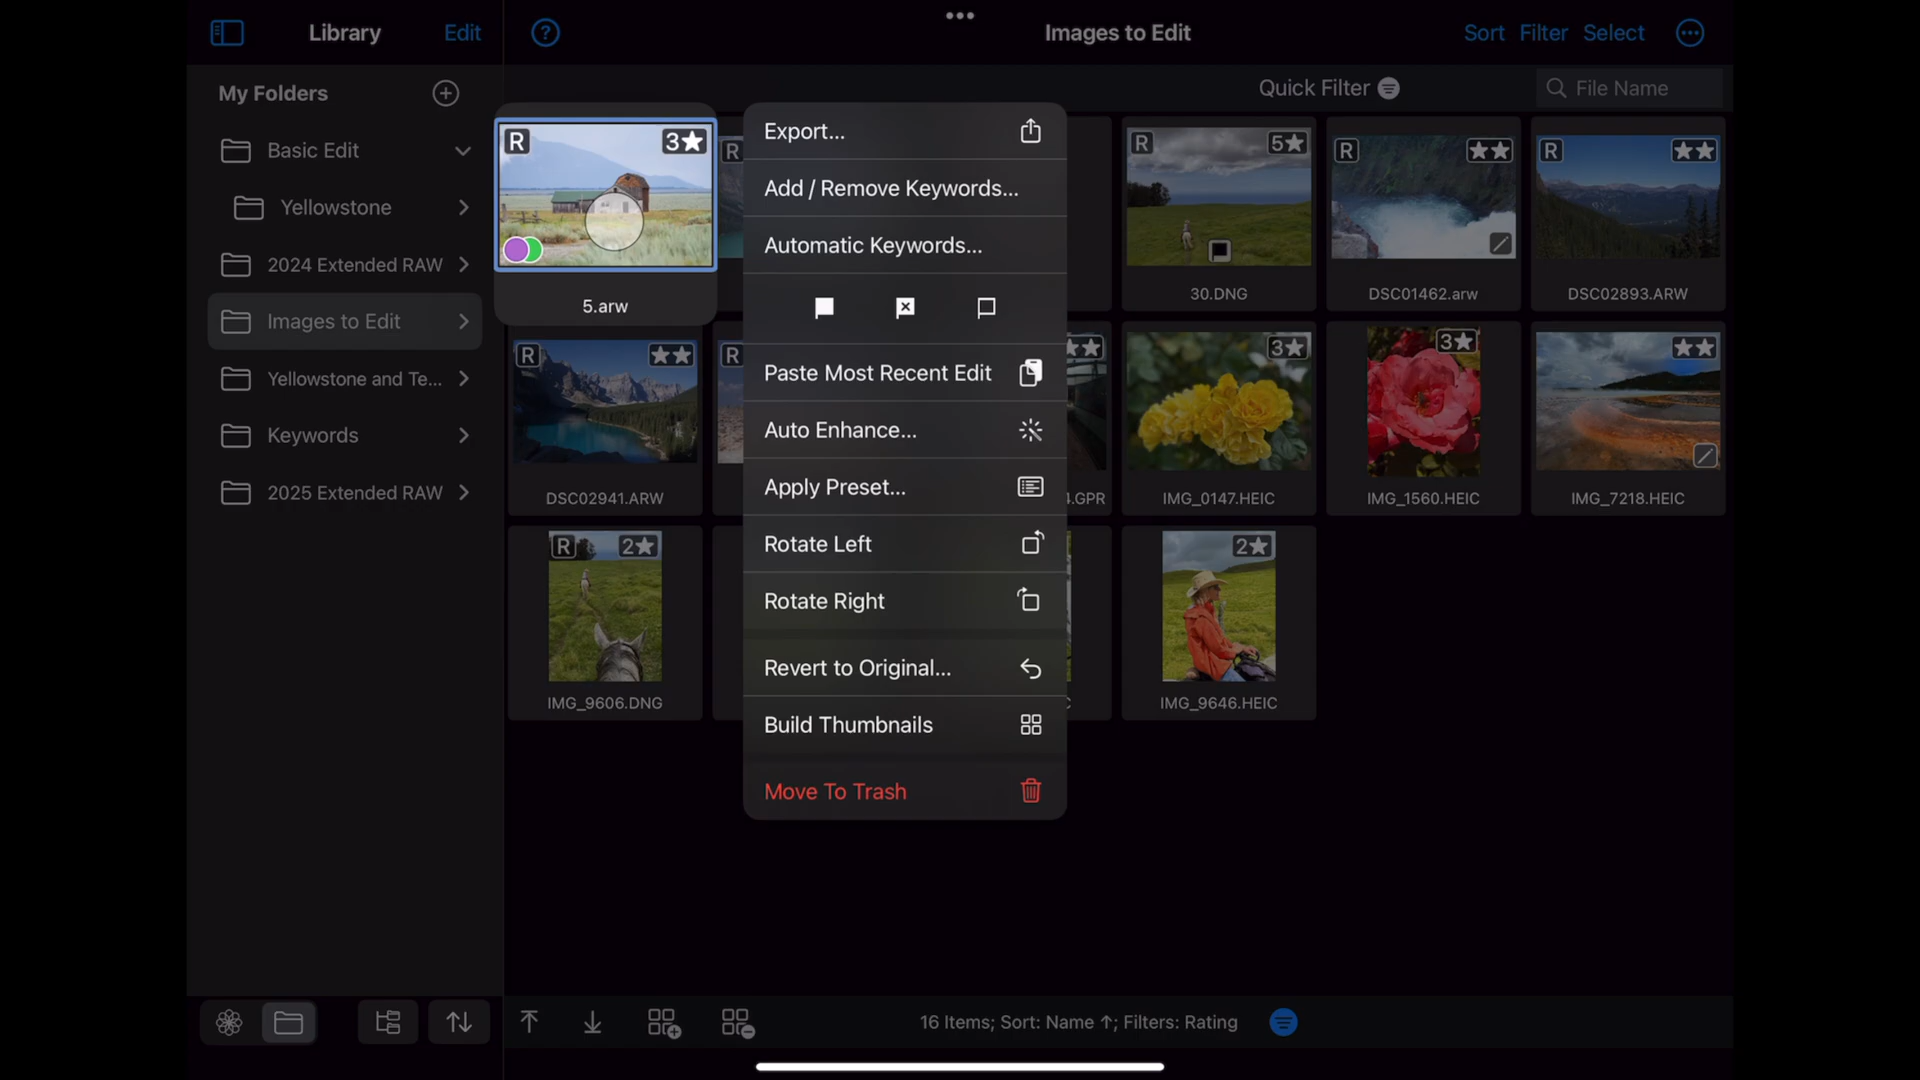 Library
Edit
Images to Edit
Sort
Filter
Select
My Folders
Quick Filter
File Name
Basic Edit
Yellowstone
2024 Extended RAW
Images to Edit
Yellowstone and Te...
Keywords
2025 Extended RAW
R
3★
5.arw
Export...
Add / Remove Keywords...
Automatic Keywords...
Paste Most Recent Edit
Auto Enhance...
Apply Preset...
Rotate Left
Rotate Right
Revert to Original...
Build Thumbnails
Move To Trash
R
R
5★
30.DNG
R
★★
DSC01462.arw
R
★★
DSC02893.ARW
R
★★
DSC02941.ARW
R
.GPR
3★
IMG_0147.HEIC
3★
IMG_1560.HEIC
★★
IMG_7218.HEIC
R
2★
IMG_9606.DNG
2★
IMG_9646.HEIC
16 Items; Sort: Name ↑; Filters: Rating